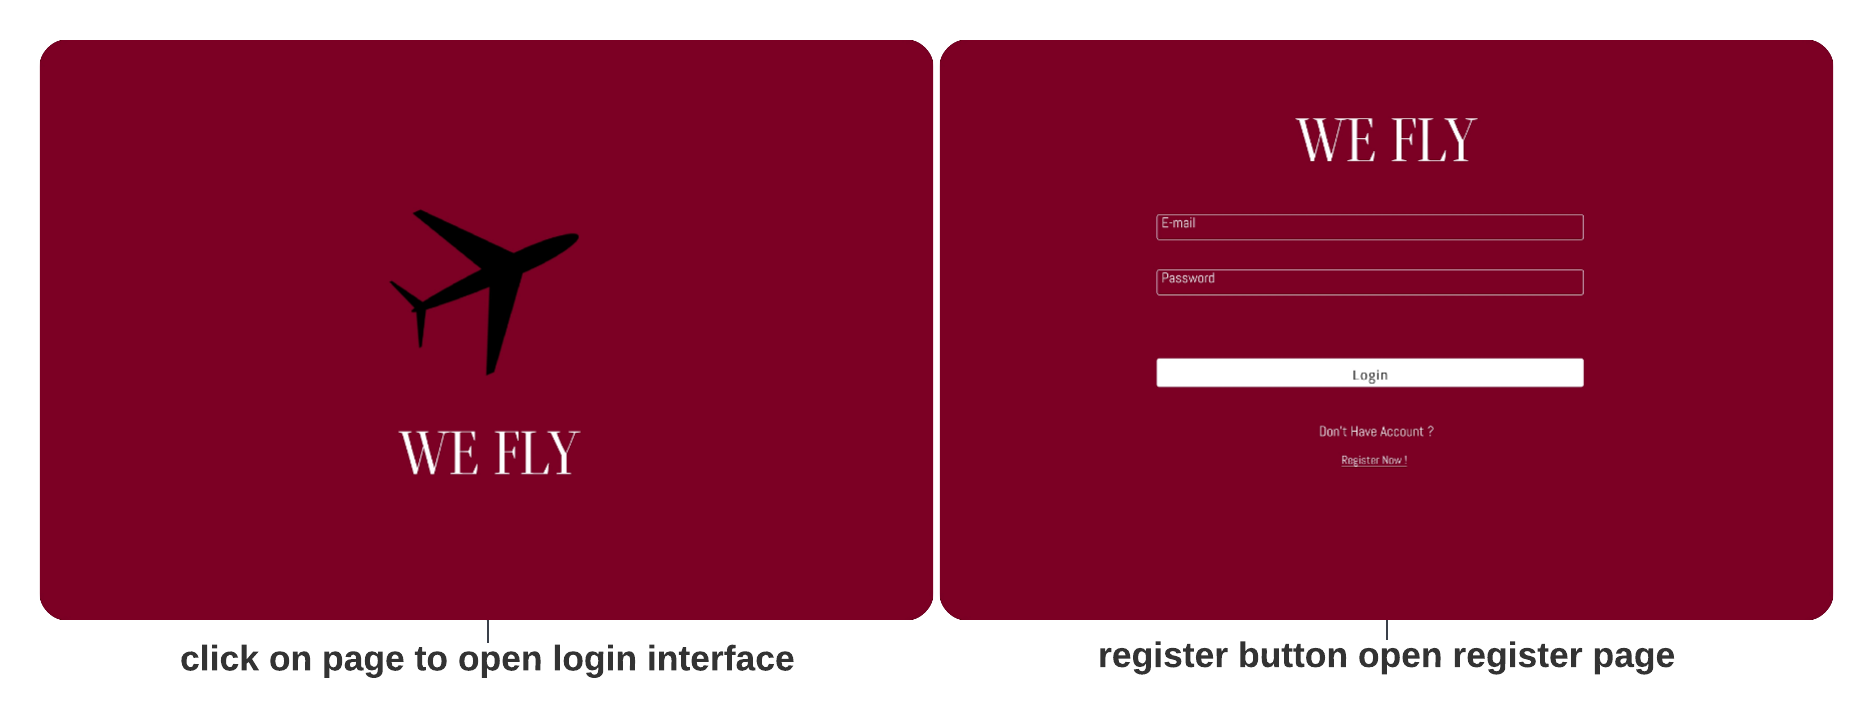 WE FLY
click on page to open login interface
WE FLY
E-mail
Password
Login
Don't Have Account ?
Register Now !
register button open register page